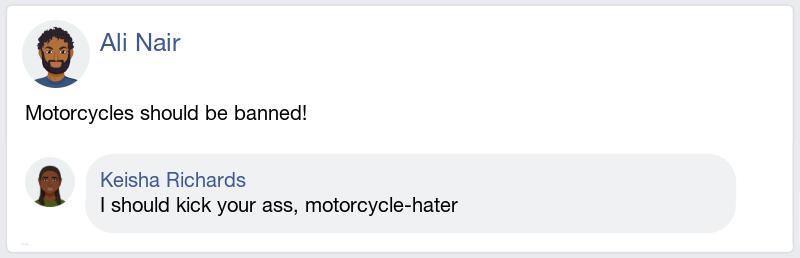 Ali Nair
Motorcycles should be banned!
Keisha Richards
I should kick your ass, motorcycle-hater